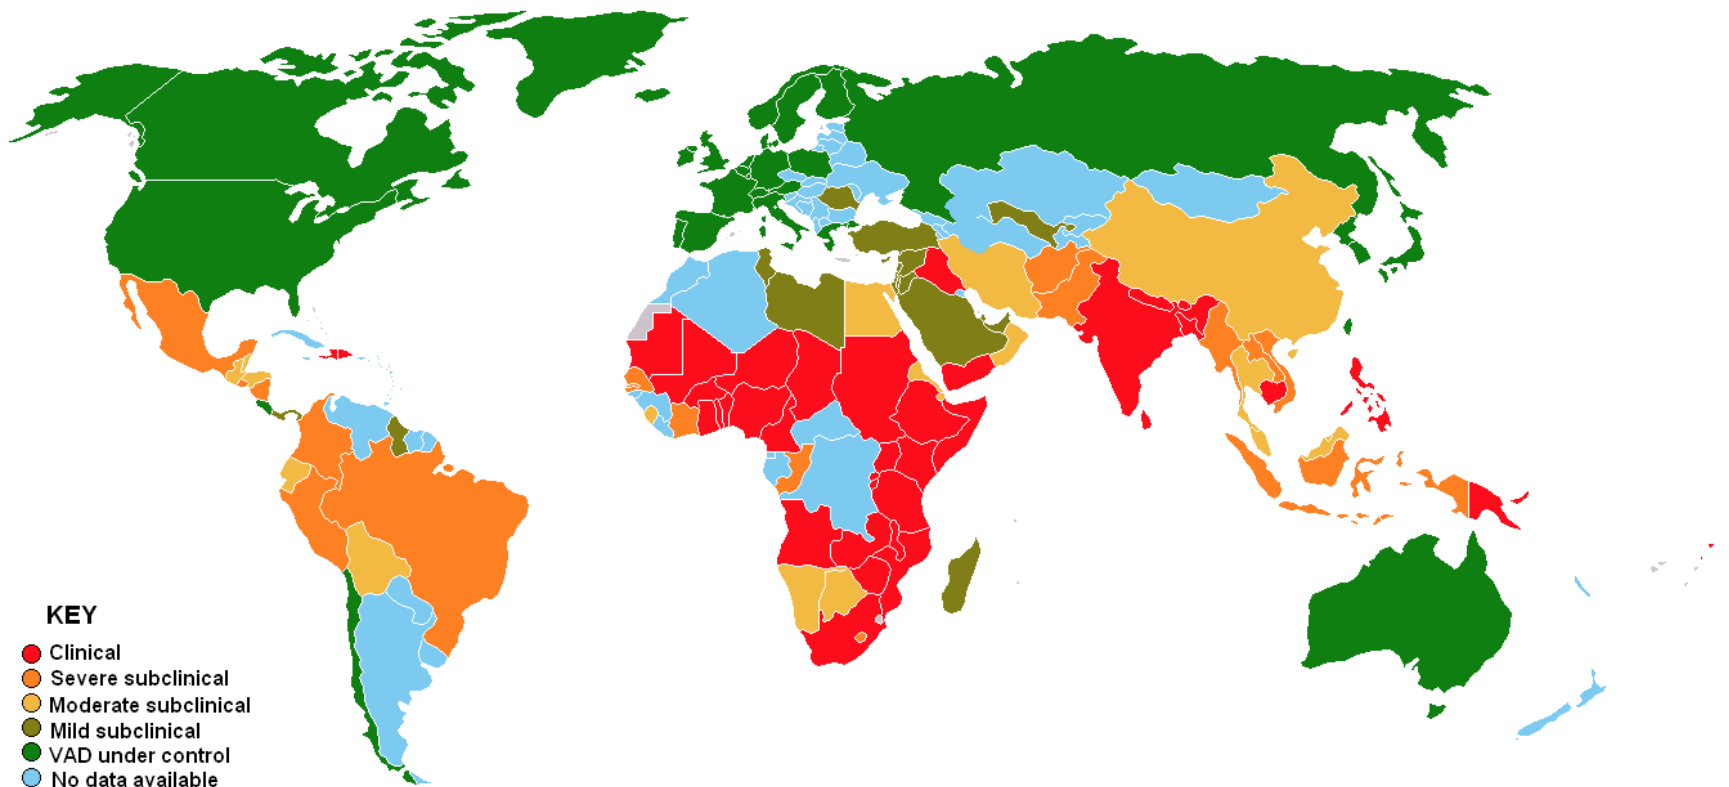 KEY
Clinical
Severe subclinical
Moderate subclinical
Mild subclinical
VAD under control
No data available